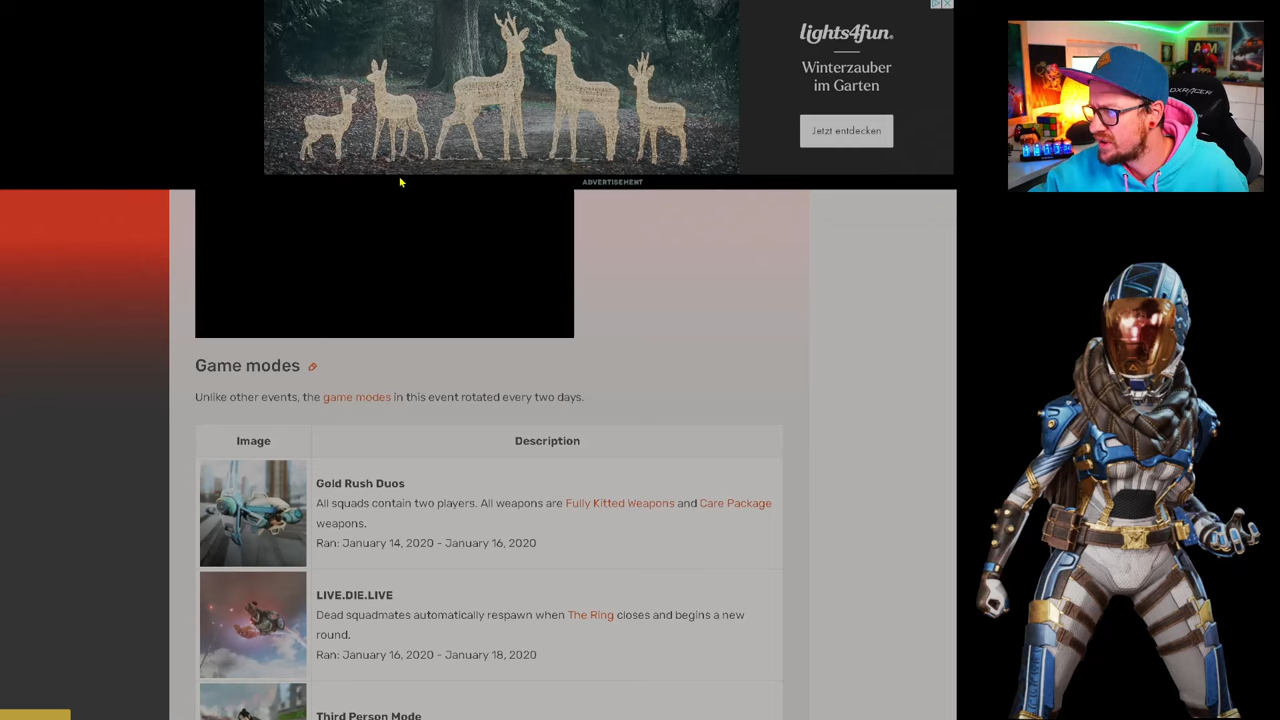 lights4fun.
Winterzauber
im Garten
Jetzt entdecken
ADVERTISEMENT
DXRACER
AIM
Game modes
Unlike other events, the game modes in this event rotated every two days.
Image Description
Gold Rush Duos
All squads contain two players. All weapons are Fully Kitted Weapons and Care Package
weapons.
Ran: January 14, 2020 - January 16, 2020
LIVE.DIE.LIVE
Dead squadmates automatically respawn when The Ring closes and begins a new
round.
Ran: January 16, 2020 - January 18, 2020
Third Person Mode